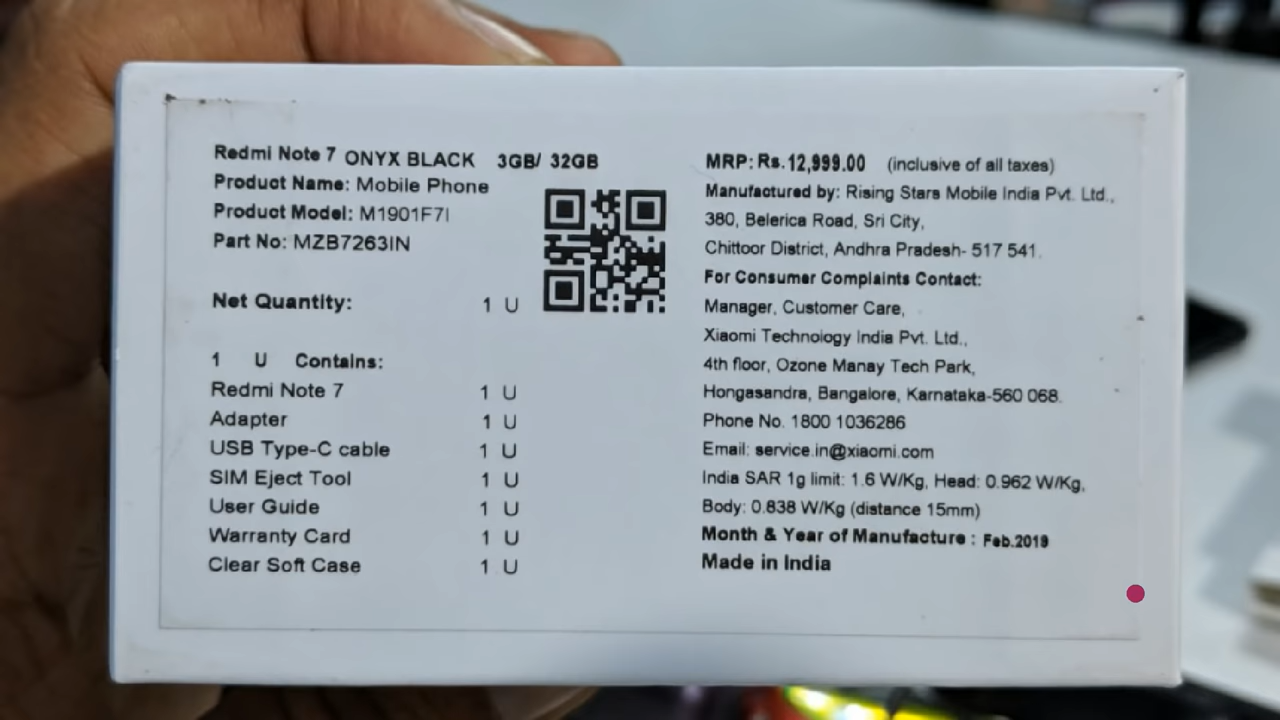 Redmi Note 7 ONYX BLACK 3GB/ 32GB
Product Name: Mobile Phone
Product Model: M1901F7I
Part No: MZB7263IN
Net Quantity: 1 U
1 U Contains:
Redmi Note 7 1 U
Adapter 1 U
USB Type-C cable 1 U
SIM Eject Tool 1 U
User Guide 1 U
Warranty Card 1 U
Clear Soft Case 1 U
MRP: Rs. 12,999.00 (inclusive of all taxes)
Manufactured by: Rising Stars Mobile India Pvt. Ltd.,
380, Belerica Road, Sri City,
Chittoor District, Andhra Pradesh- 517 541.
For Consumer Complaints Contact:
Manager, Customer Care,
Xiaomi Technology India Pvt. Ltd.,
4th floor, Ozone Manay Tech Park,
Hongasandra, Bangalore, Karnataka-560 068.
Phone No. 1800 1036286
Email: service.in@xiaomi.com
India SAR 1g limit: 1.6 W/Kg, Head: 0.962 W/Kg,
Body: 0.838 W/Kg (distance 15mm)
Month & Year of Manufacture : Feb.2019
Made in India